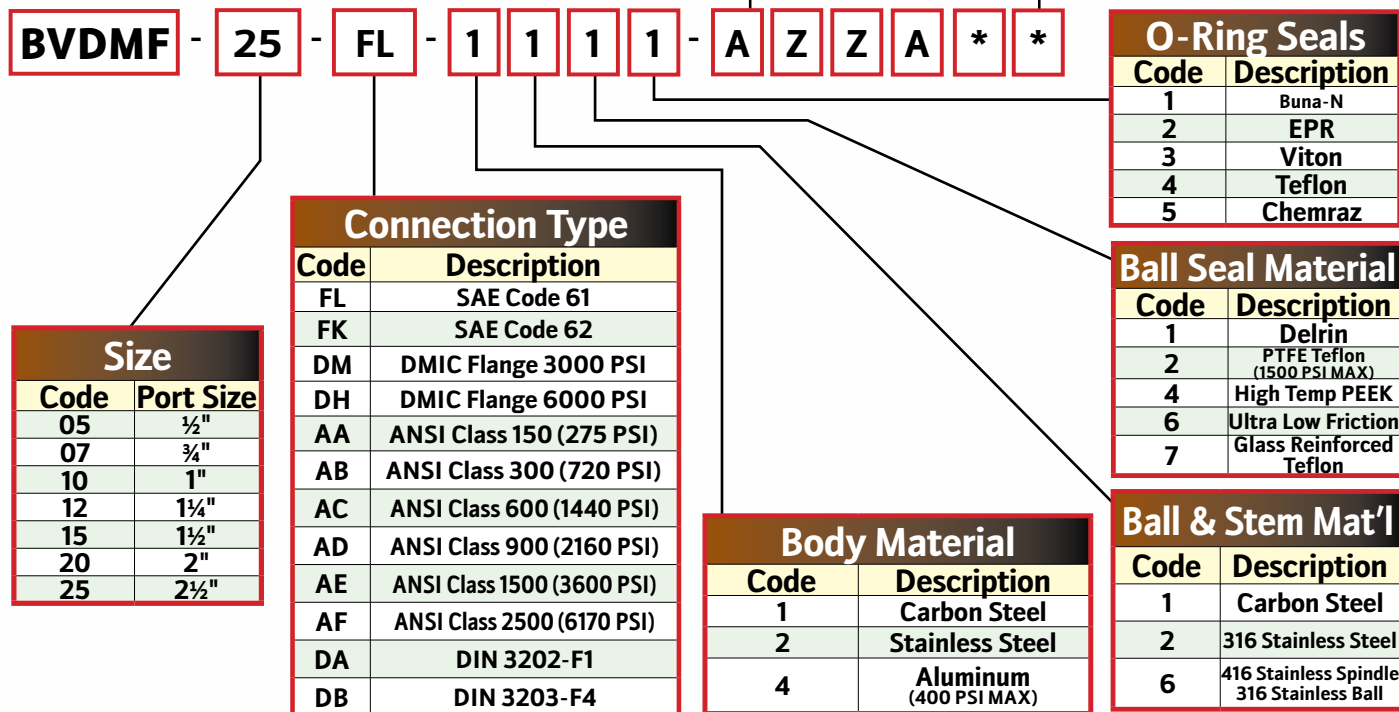 BVDMF - 25 - FL - 1 1 1 1 - A Z Z A * *
O-Ring Seals
Code Description
1 Buna-N
2 EPR
3 Viton
4 Teflon
5 Chemraz
Connection Type
Code Description
FL SAE Code 61
FK SAE Code 62
DM DMIC Flange 3000 PSI
DH DMIC Flange 6000 PSI
AA ANSI Class 150 (275 PSI)
AB ANSI Class 300 (720 PSI)
AC ANSI Class 600 (1440 PSI)
AD ANSI Class 900 (2160 PSI)
AE ANSI Class 1500 (3600 PSI)
AF ANSI Class 2500 (6170 PSI)
DA DIN 3202-F1
DB DIN 3203-F4
Ball Seal Material
Code Description
1 Delrin
2 PTFE Teflon
(1500 PSI MAX)
4 High Temp PEEK
6 Ultra Low Friction
7 Glass Reinforced
Teflon
Size
Code Port Size
05 ½"
07 ¾"
10 1"
12 1¼"
15 1½"
20 2"
25 2½"
Body Material
Code Description
1 Carbon Steel
2 Stainless Steel
4 Aluminum
(400 PSI MAX)
Ball & Stem Mat'l
Code Description
1 Carbon Steel
2 316 Stainless Steel
6 416 Stainless Spindle
316 Stainless Ball